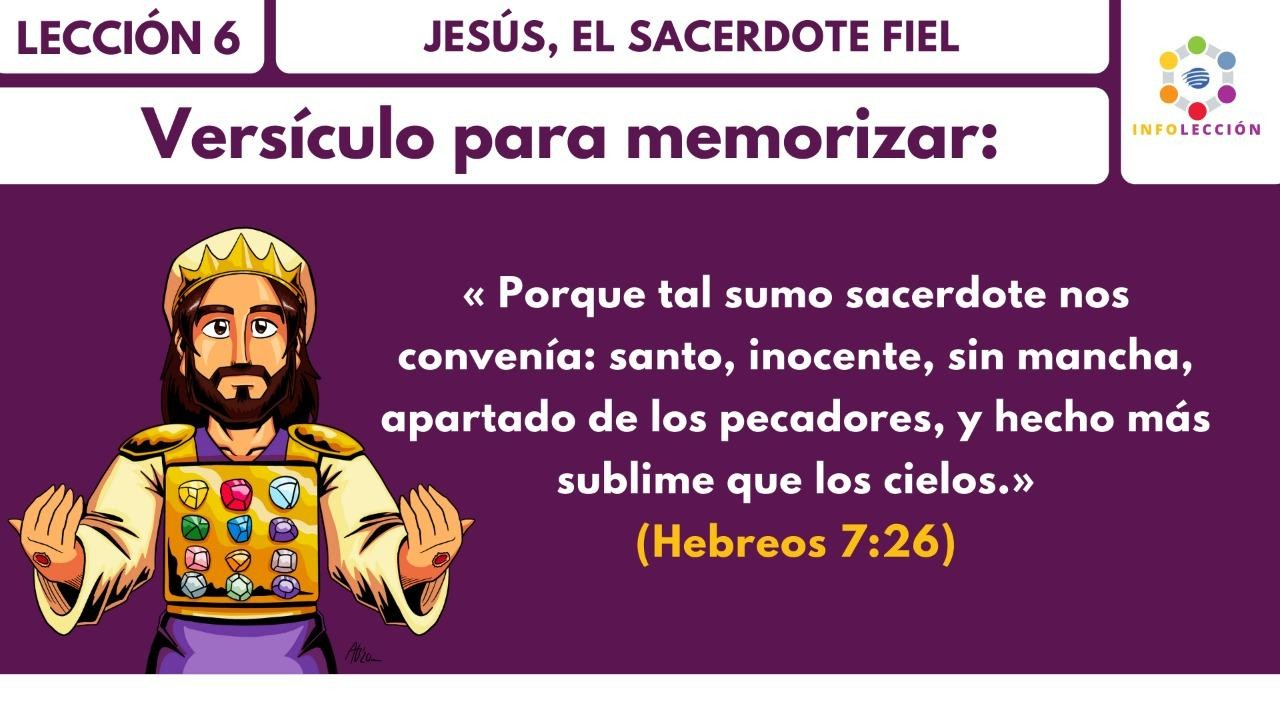 LECCIÓN 6
JESÚS, EL SACERDOTE FIEL
INFOLECCIÓN
Versículo para memorizar:
« Porque tal sumo sacerdote nos
convenía: santo, inocente, sin mancha,
apartado de los pecadores, y hecho más
sublime que los cielos.»
(Hebreos 7:26)